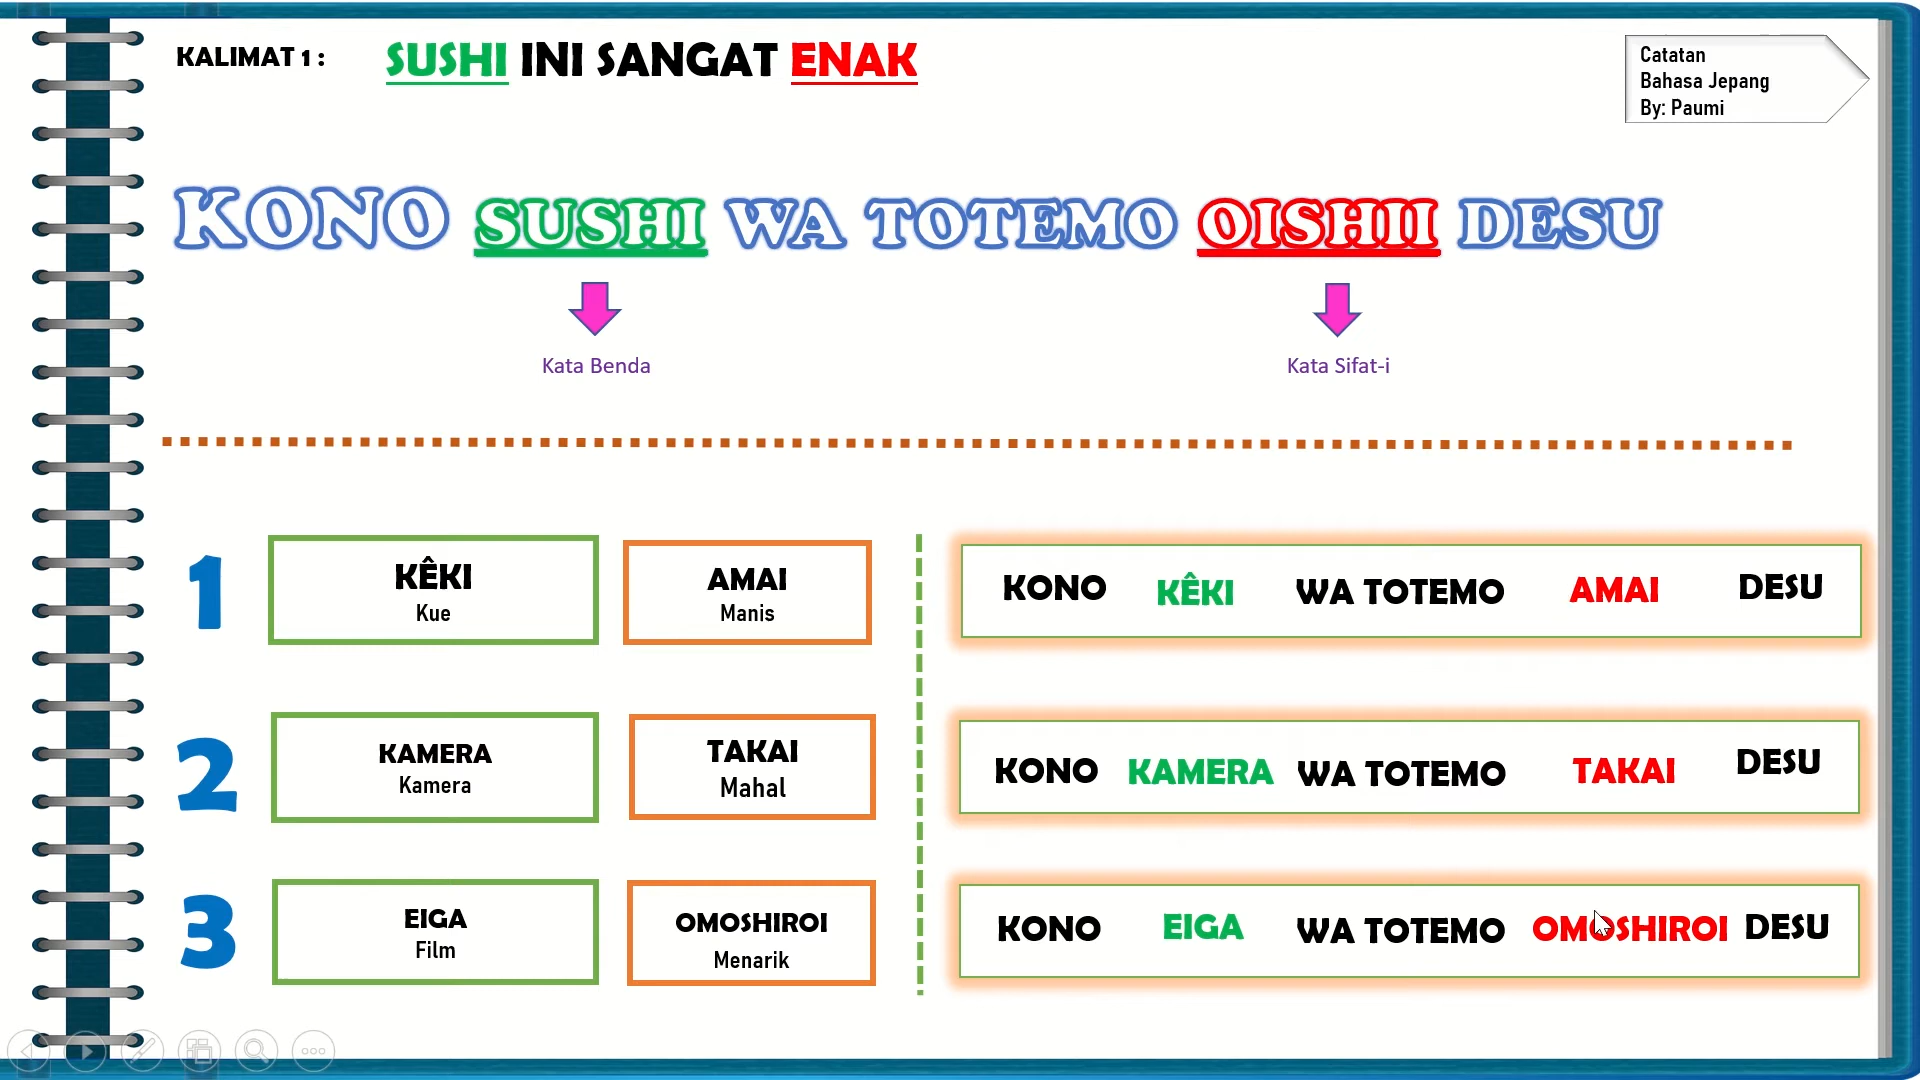 KALIMAT 1 : SUSHI INI SANGAT ENAK
Catatan
Bahasa Jepang
By: Paumi
KONO SUSHI WA TOTEMO OISHII DESU
Kata Benda
Kata Sifat-i
1
KÊKI
Kue
AMAI
Manis
KONO KÊKI WA TOTEMO AMAI DESU
2
KAMERA
Kamera
TAKAI
Mahal
KONO KAMERA WA TOTEMO TAKAI DESU
3
EIGA
Film
OMOSHIROI
Menarik
KONO EIGA WA TOTEMO OMOSHIROI DESU